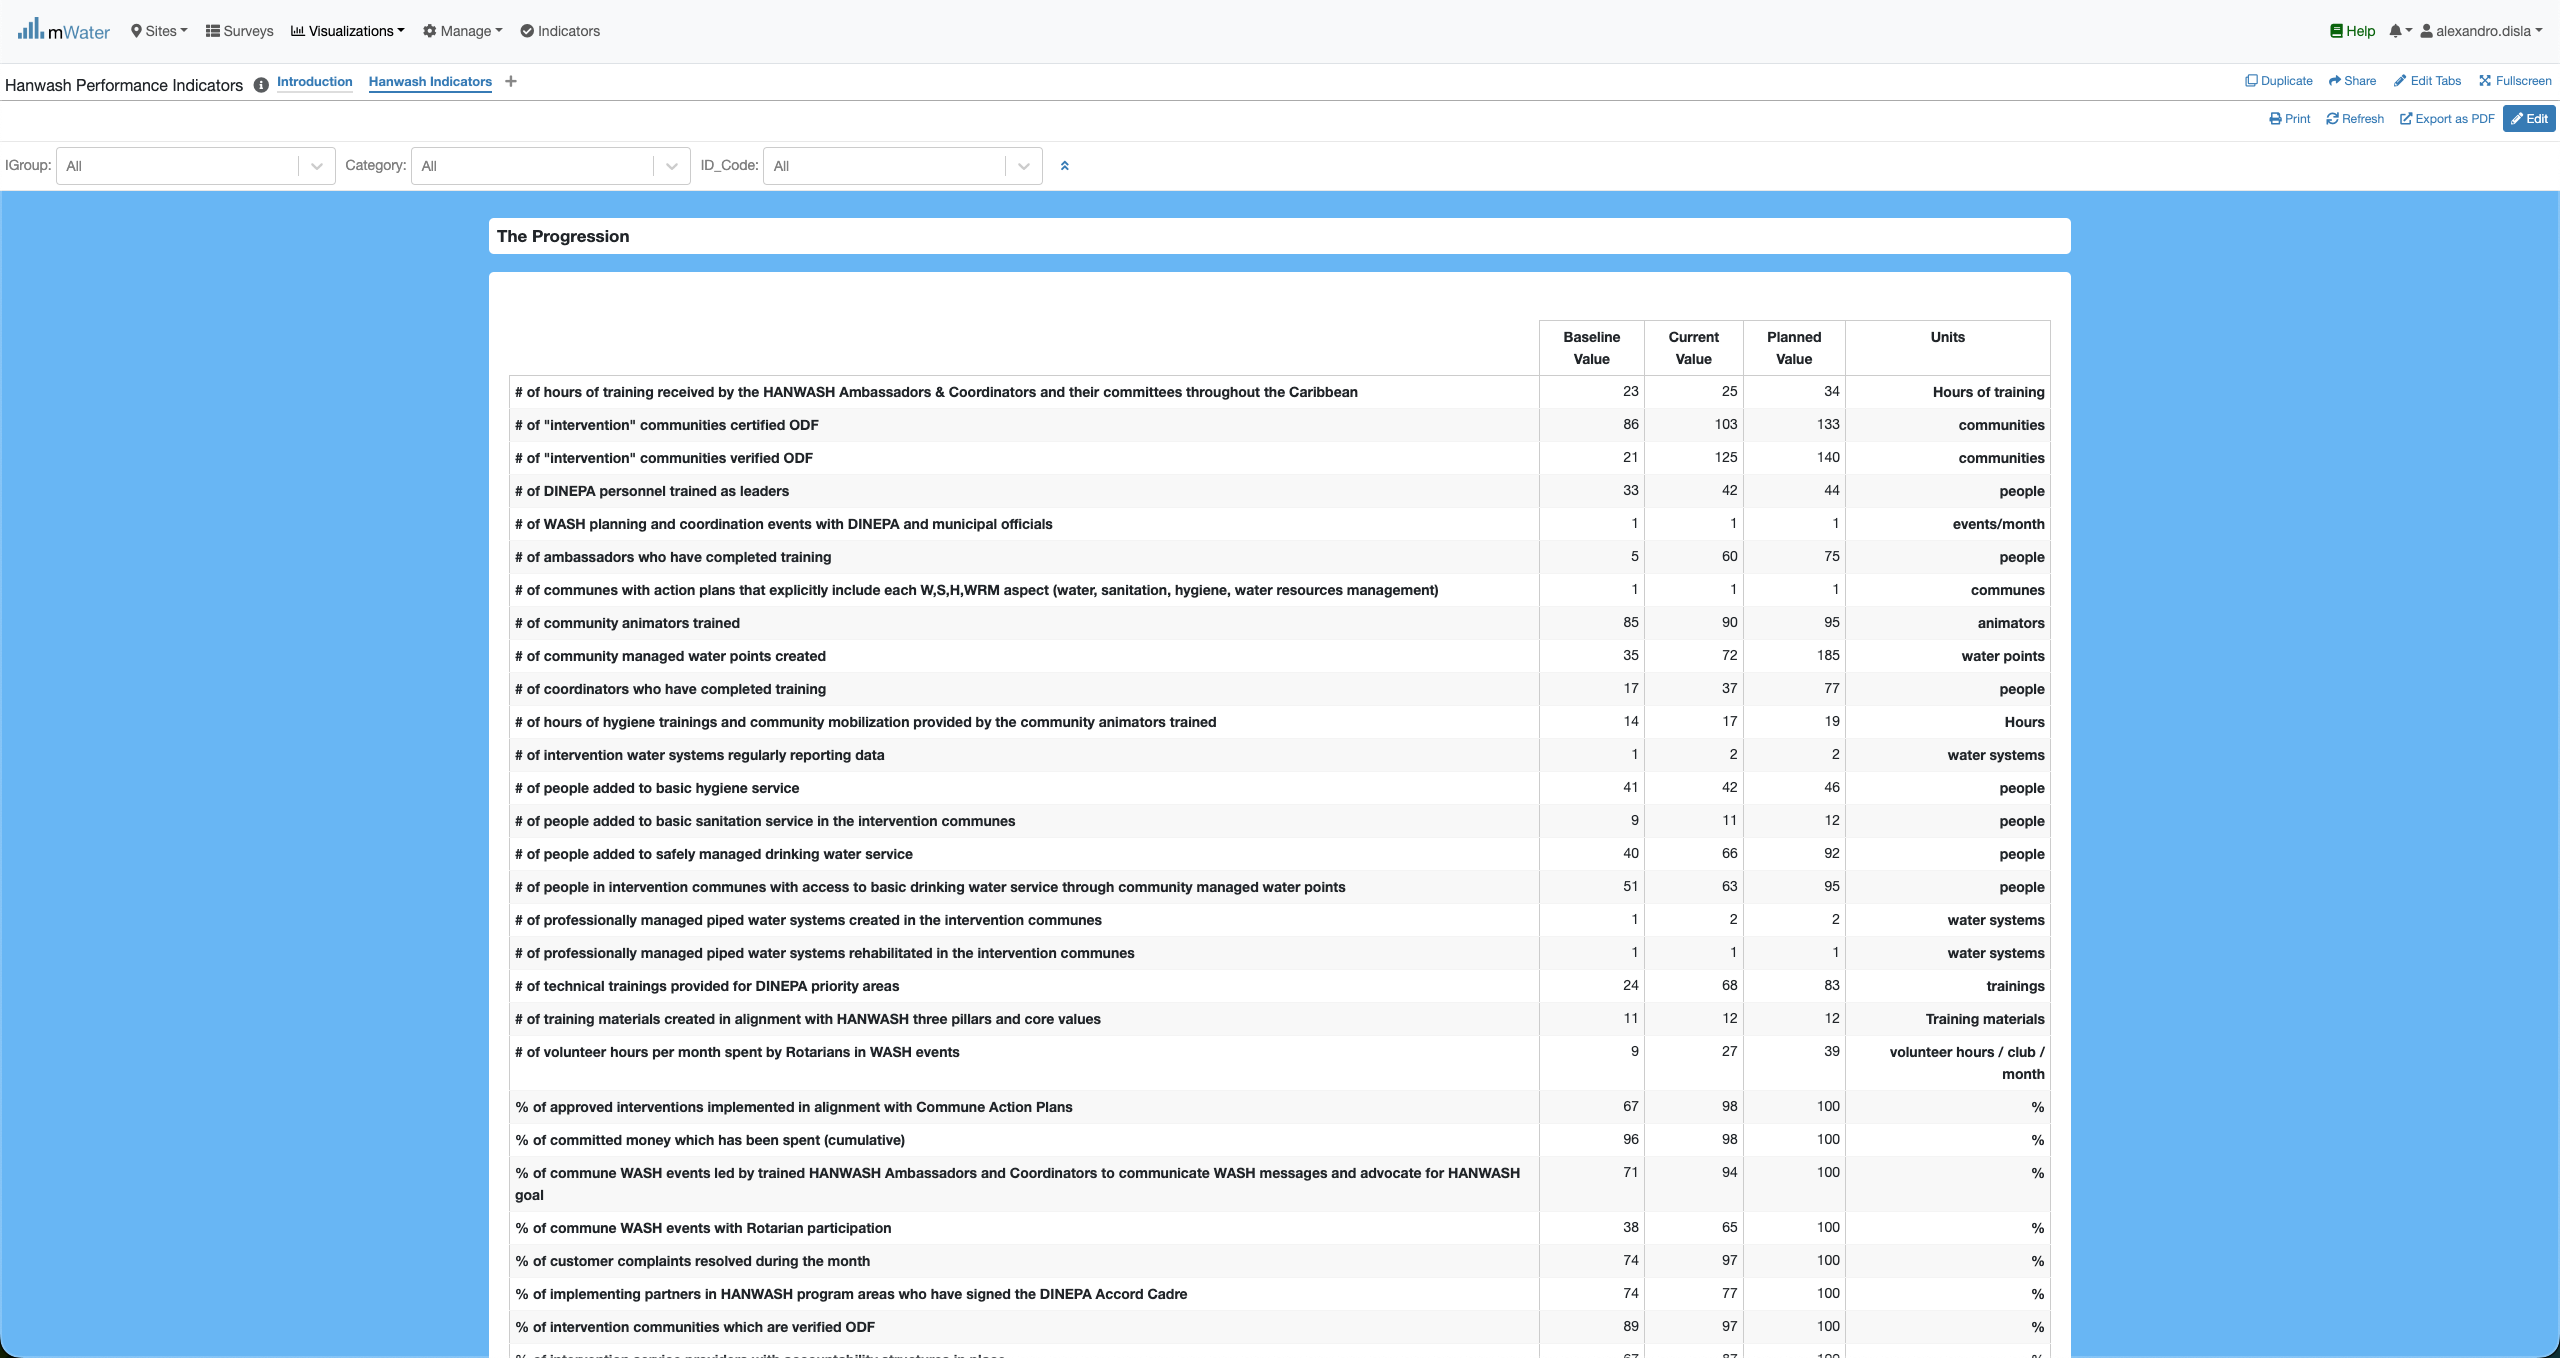 mWater Sites Surveys Visualizations Manage Indicators Help alexandro.disla
Hanwash Performance Indicators Introduction Hanwash Indicators + Duplicate Share Edit Tabs Fullscreen
Print Refresh Export as PDF Edit
IGroup: All Category: All ID_Code: All
The Progression
Baseline Value Current Value Planned Value Units
# of hours of training received by the HANWASH Ambassadors & Coordinators and their committees throughout the Caribbean 23 25 34 Hours of training
# of "intervention" communities certified ODF 86 103 133 communities
# of "intervention" communities verified ODF 21 125 140 communities
# of DINEPA personnel trained as leaders 33 42 44 people
# of WASH planning and coordination events with DINEPA and municipal officials 1 1 1 events/month
# of ambassadors who have completed training 5 60 75 people
# of communes with action plans that explicitly include each W,S,H,WRM aspect (water, sanitation, hygiene, water resources management) 1 1 1 communes
# of community animators trained 85 90 95 animators
# of community managed water points created 35 72 185 water points
# of coordinators who have completed training 17 37 77 people
# of hours of hygiene trainings and community mobilization provided by the community animators trained 14 17 19 Hours
# of intervention water systems regularly reporting data 1 2 2 water systems
# of people added to basic hygiene service 41 42 46 people
# of people added to basic sanitation service in the intervention communes 9 11 12 people
# of people added to safely managed drinking water service 40 66 92 people
# of people in intervention communes with access to basic drinking water service through community managed water points 51 63 95 people
# of professionally managed piped water systems created in the intervention communes 1 2 2 water systems
# of professionally managed piped water systems rehabilitated in the intervention communes 1 1 1 water systems
# of technical trainings provided for DINEPA priority areas 24 68 83 trainings
# of training materials created in alignment with HANWASH three pillars and core values 11 12 12 Training materials
# of volunteer hours per month spent by Rotarians in WASH events 9 27 39 volunteer hours / club /
month
% of approved interventions implemented in alignment with Commune Action Plans 67 98 100 %
% of committed money which has been spent (cumulative) 96 98 100 %
% of commune WASH events led by trained HANWASH Ambassadors and Coordinators to communicate WASH messages and advocate for HANWASH 71 94 100 %
goal
% of commune WASH events with Rotarian participation 38 65 100 %
% of customer complaints resolved during the month 74 97 100 %
% of implementing partners in HANWASH program areas who have signed the DINEPA Accord Cadre 74 77 100 %
% of intervention communities which are verified ODF 89 97 100 %